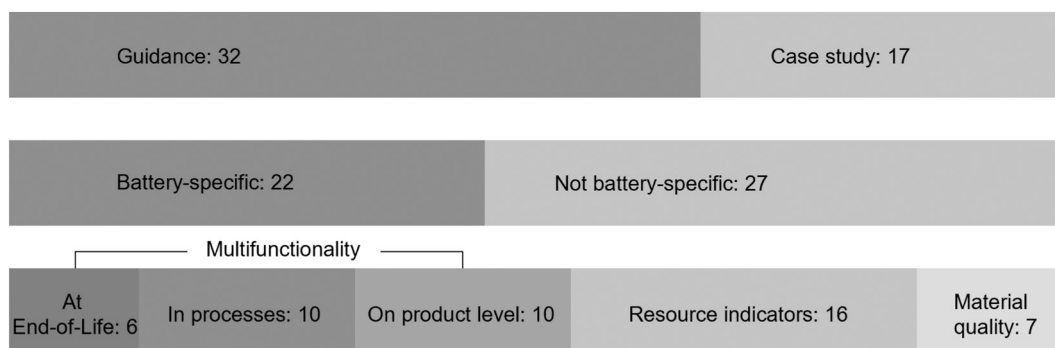 Guidance: 32
Case study: 17
Battery-specific: 22
Not battery-specific: 27
Multifunctionality
At
End-of-Life: 6
In processes: 10
On product level: 10
Resource indicators: 16
Material
quality: 7